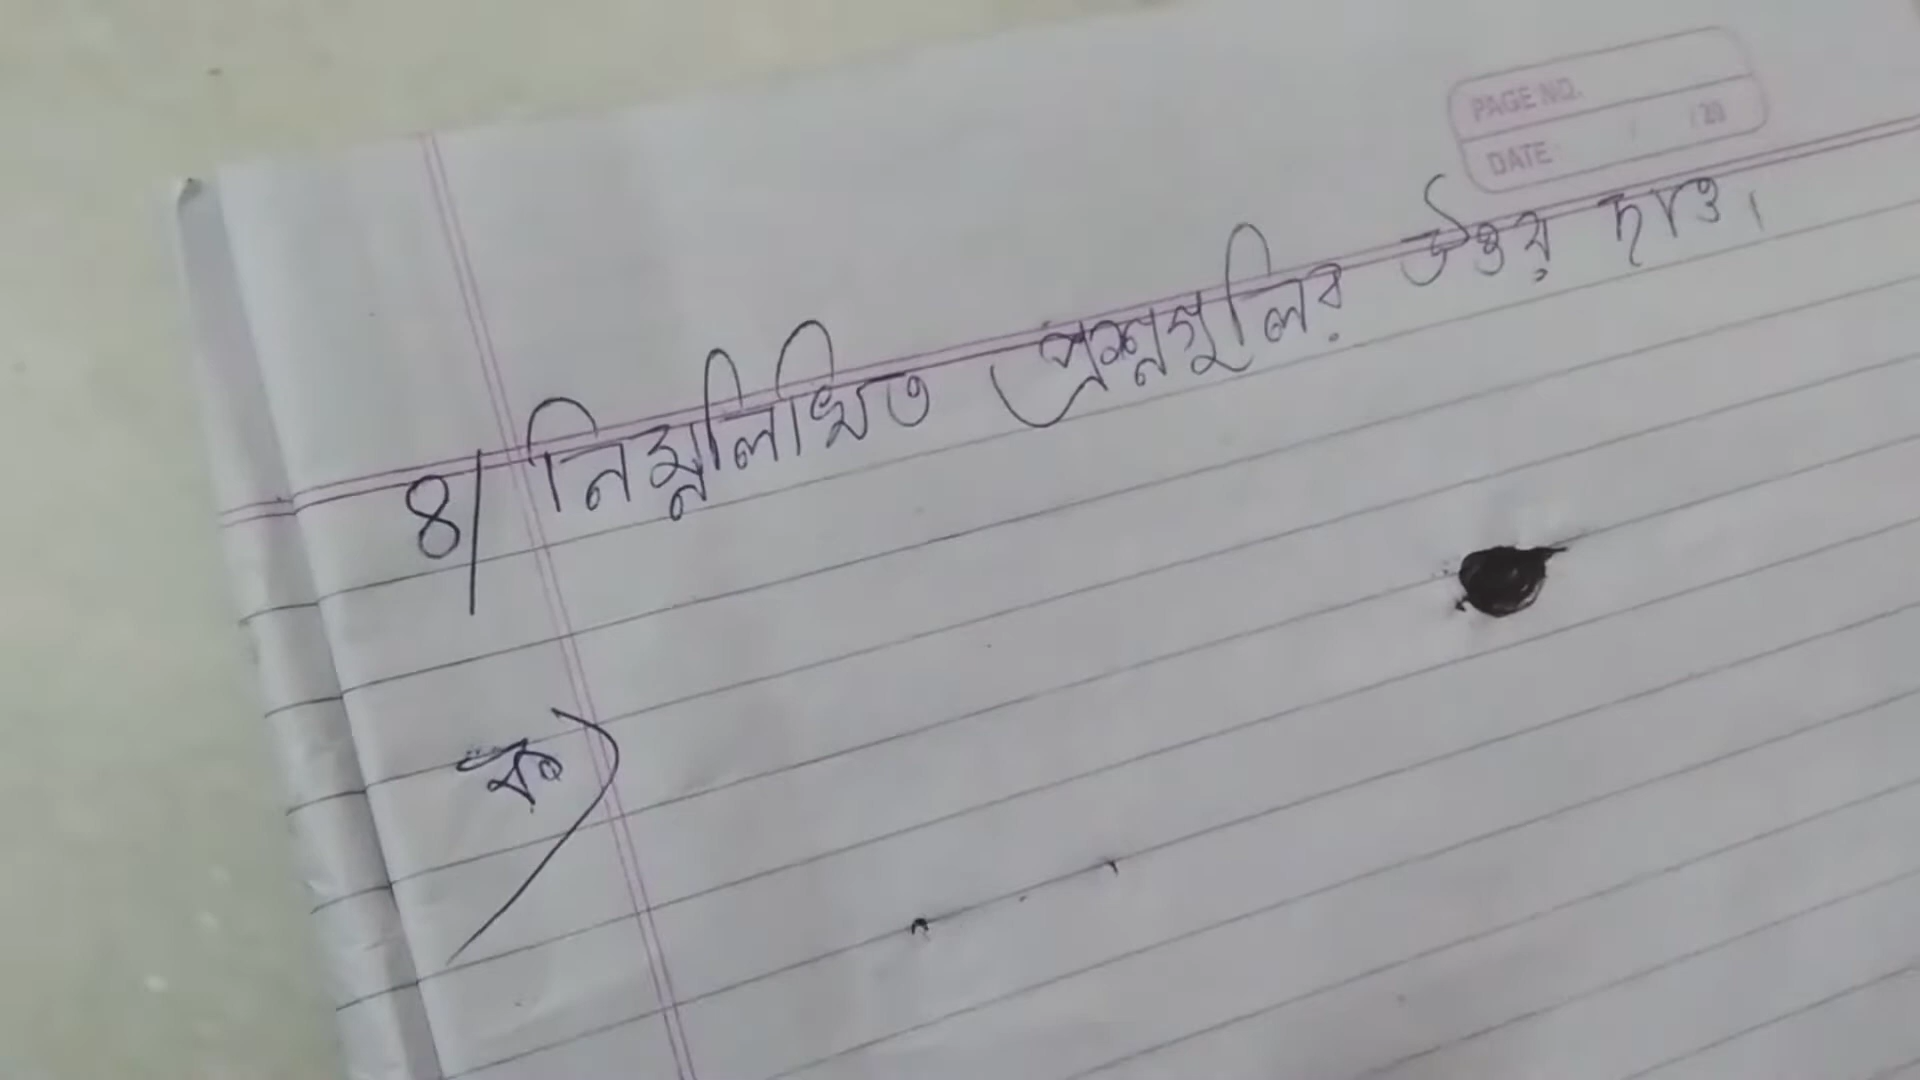 PAGE NO.
DATE / /20
৪/ নিম্নলিখিত প্রশ্নগুলির উত্তর দাও।
ক)